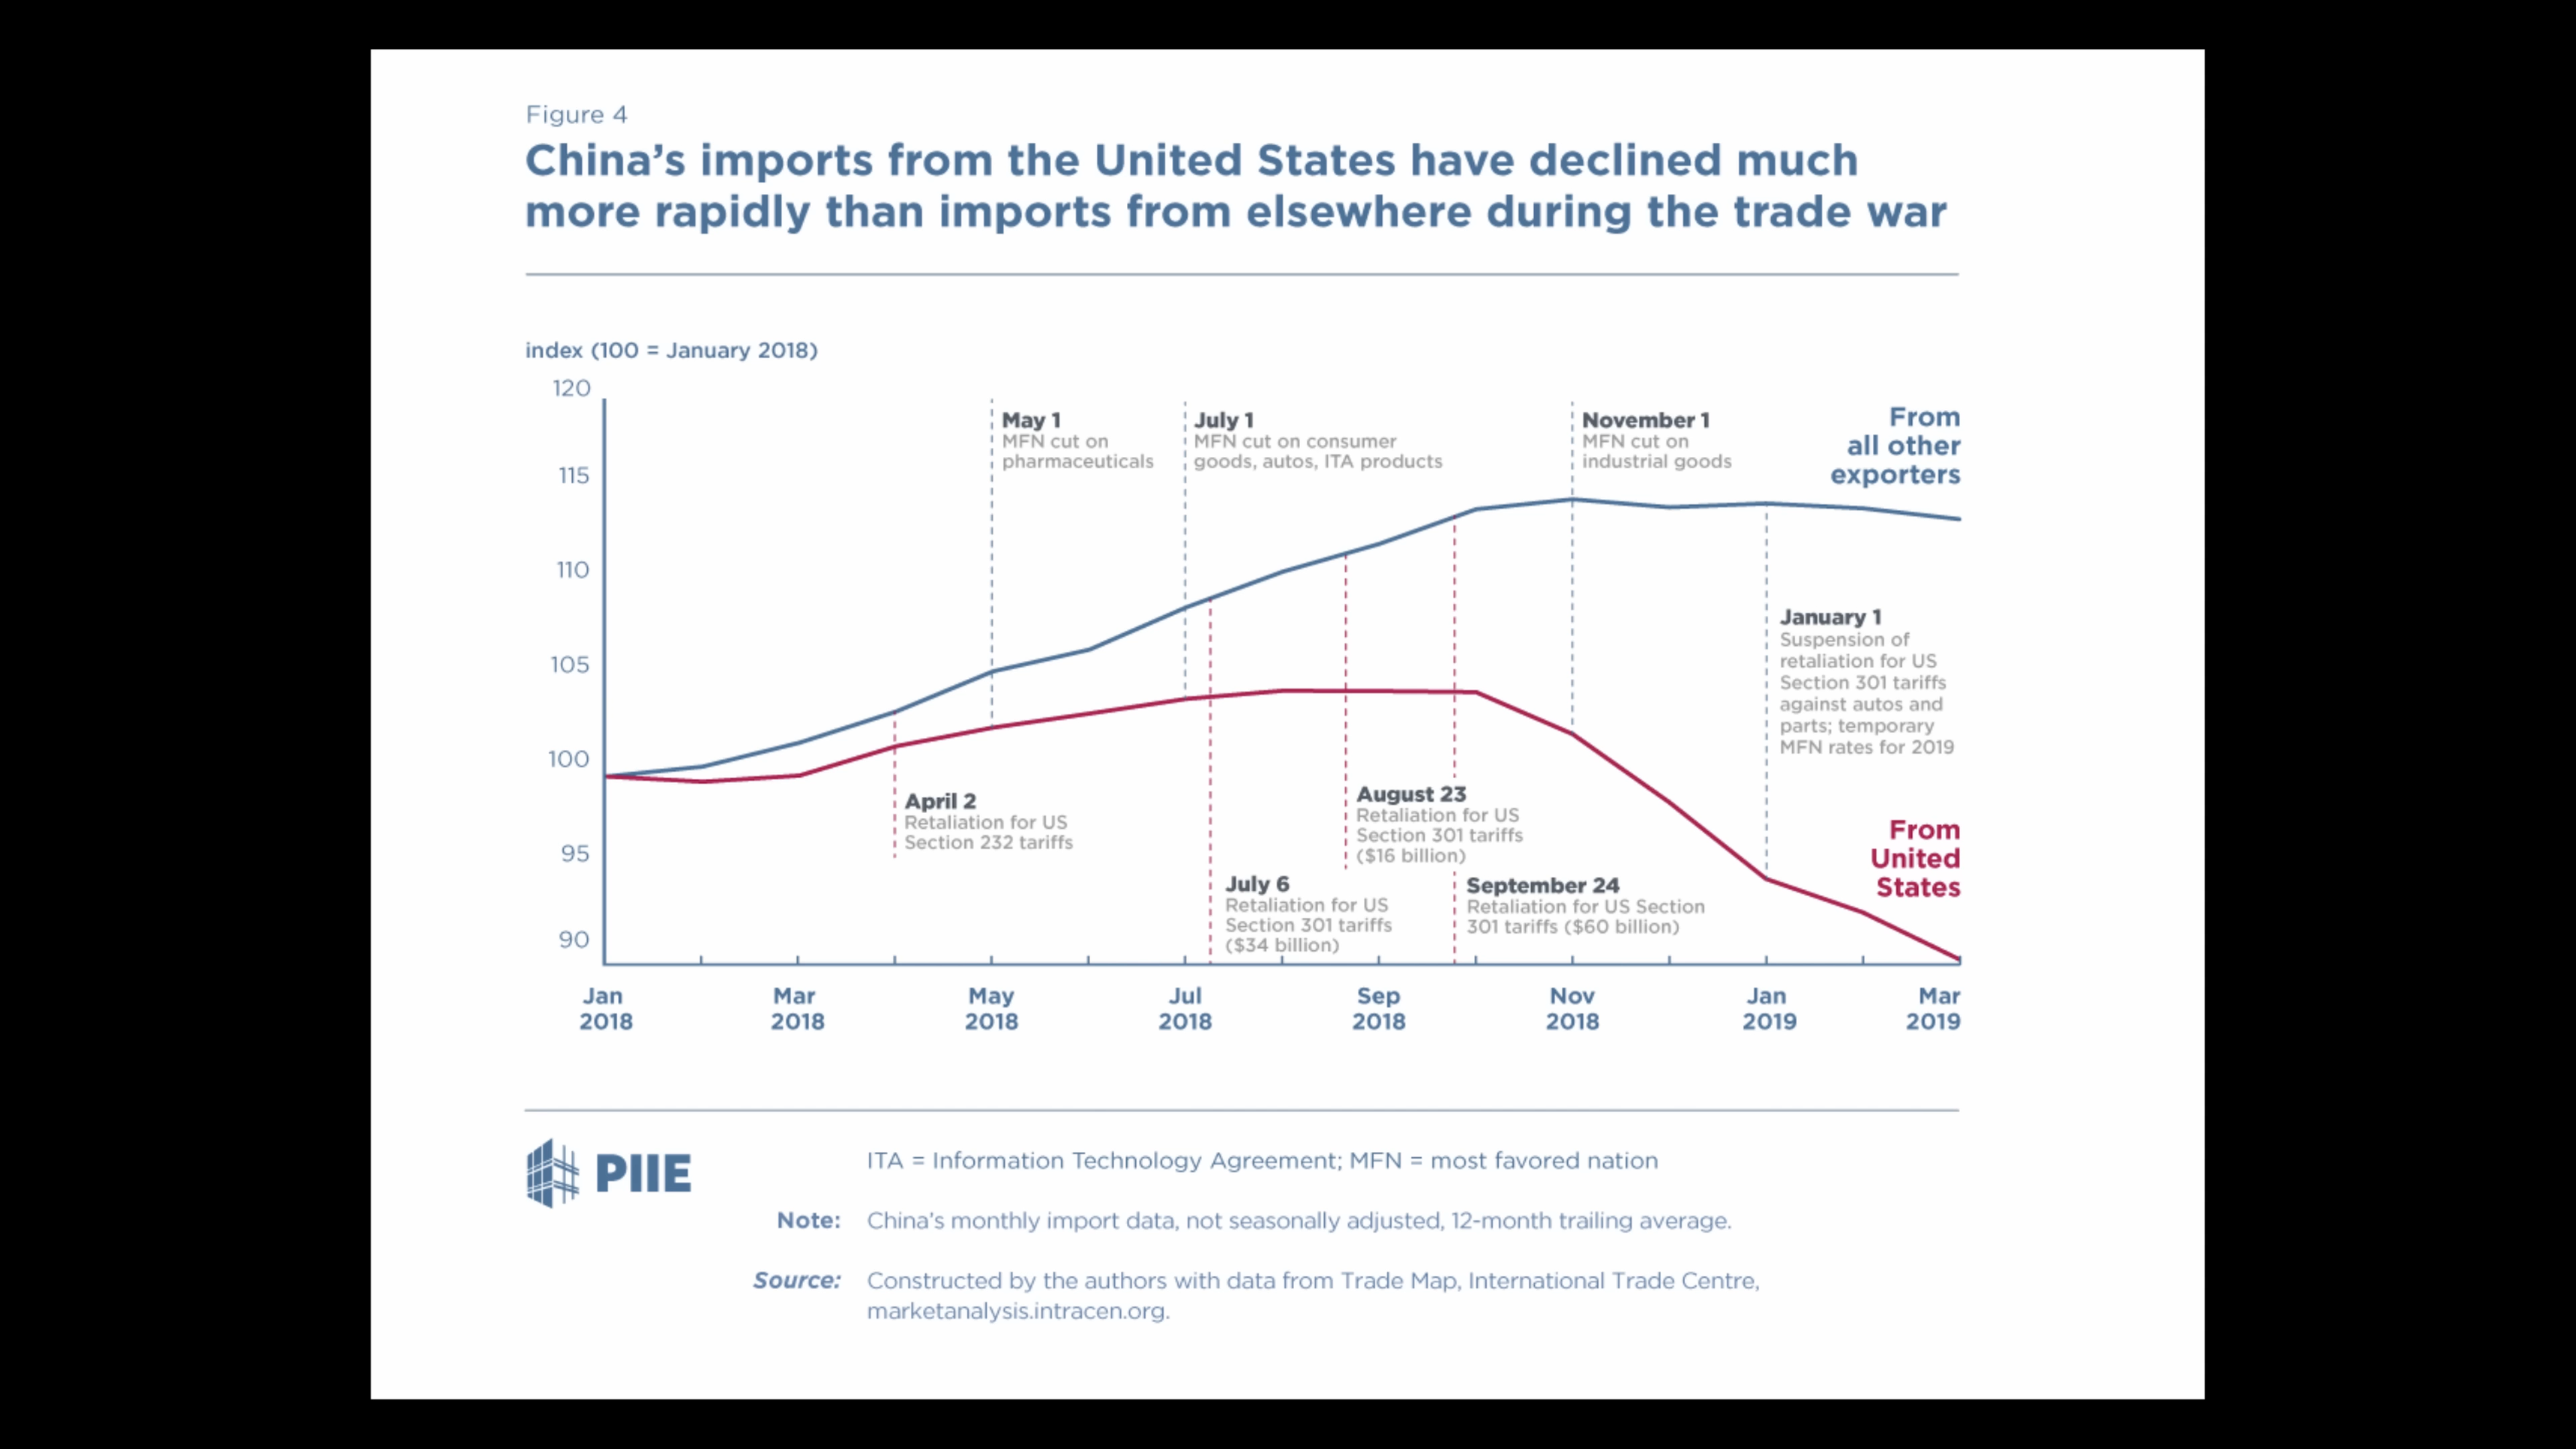 Figure 4
China's imports from the United States have declined much
more rapidly than imports from elsewhere during the trade war
index (100 = January 2018)
120
115
110
105
100
95
90
May 1
MFN cut on
pharmaceuticals
July 1
MFN cut on consumer
goods, autos, ITA products
November 1
MFN cut on
industrial goods
From
all other
exporters
January 1
Suspension of
retaliation for US
Section 301 tariffs
against autos and
parts; temporary
MFN rates for 2019
April 2
Retaliation for US
Section 232 tariffs
August 23
Retaliation for US
Section 301 tariffs
($16 billion)
July 6
Retaliation for US
Section 301 tariffs
($34 billion)
September 24
Retaliation for US Section
301 tariffs ($60 billion)
From
United
States
Jan 2018
Mar 2018
May 2018
Jul 2018
Sep 2018
Nov 2018
Jan 2019
Mar 2019
PIIE
ITA = Information Technology Agreement; MFN = most favored nation
Note: China's monthly import data, not seasonally adjusted, 12-month trailing average.
Source: Constructed by the authors with data from Trade Map, International Trade Centre,
marketanalysis.intracen.org.